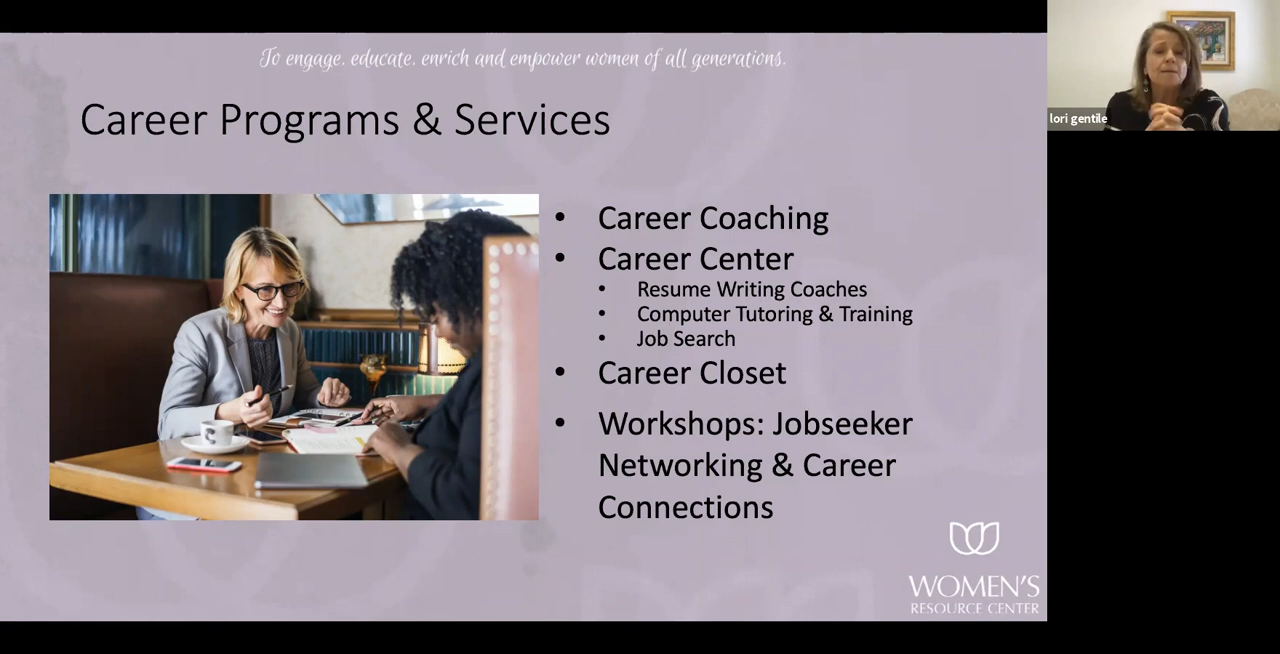 To engage, educate, enrich and empower women of all generations.
Career Programs & Services
• Career Coaching
• Career Center
• Resume Writing Coaches
• Computer Tutoring & Training
• Job Search
• Career Closet
• Workshops: Jobseeker
Networking & Career
Connections
WOMEN'S
RESOURCE CENTER
lori gentile